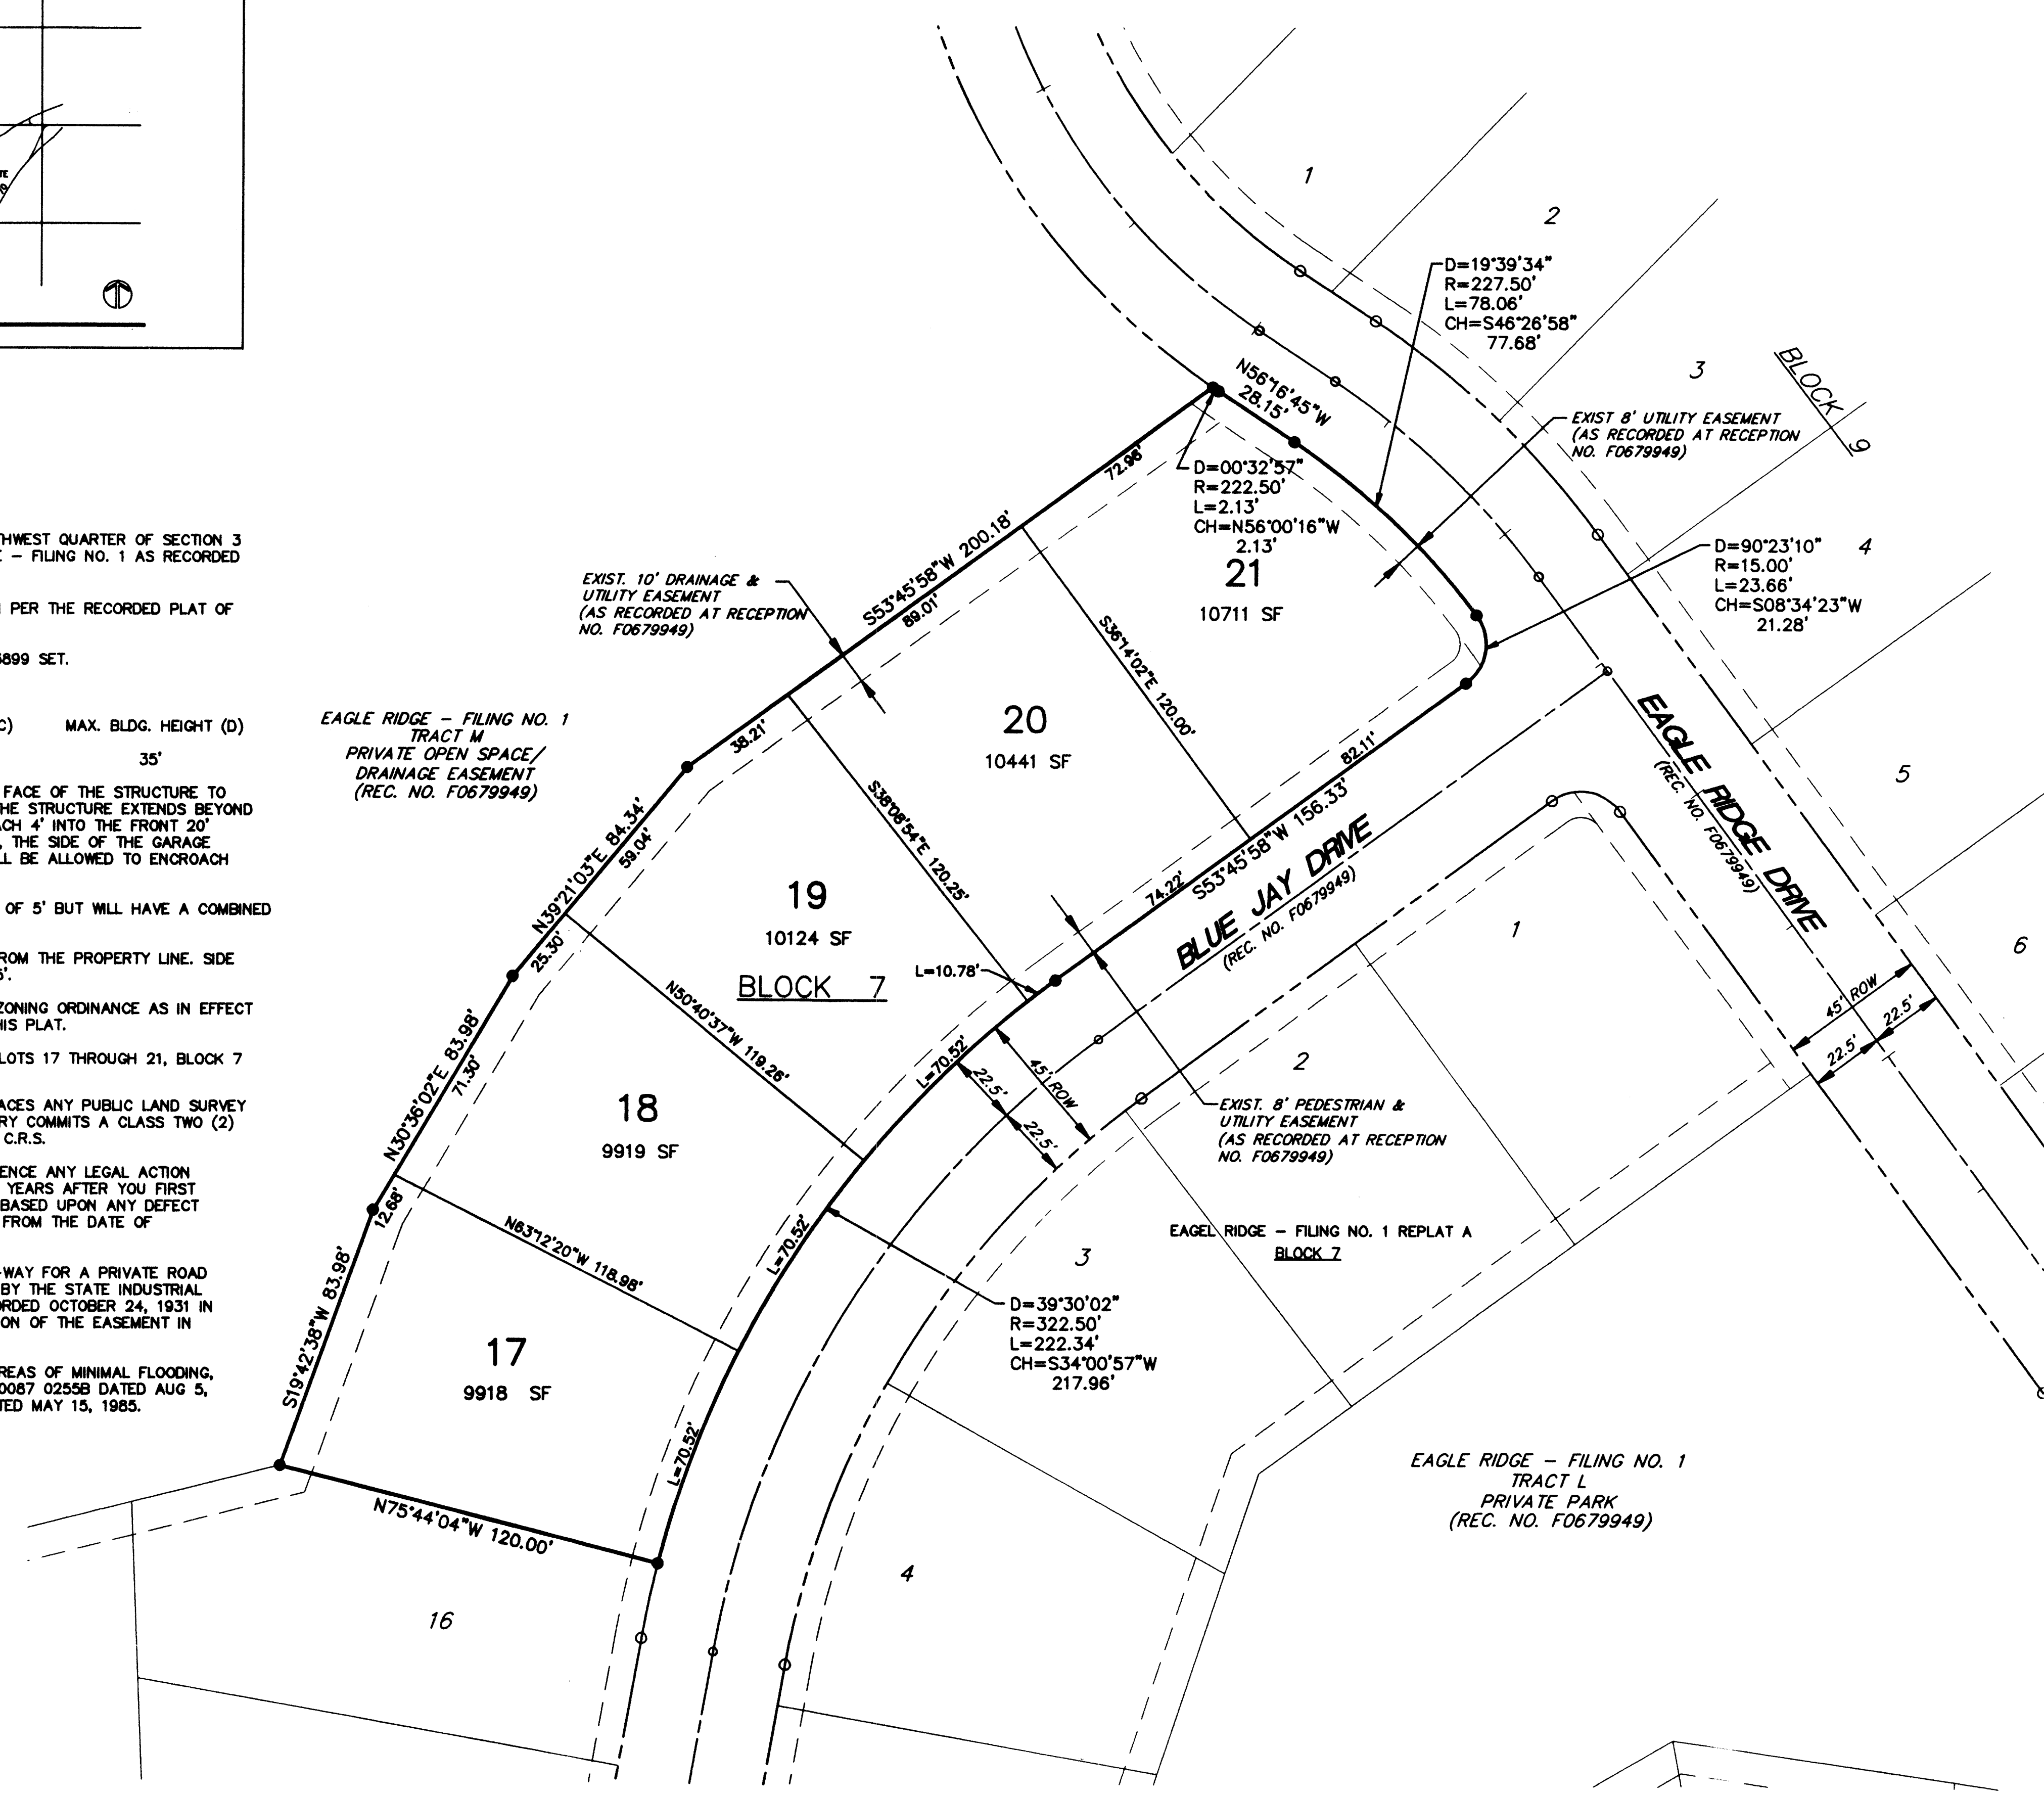 THWEST QUARTER OF SECTION 3
E – FILING NO. 1 AS RECORDED
PER THE RECORDED PLAT OF
5899 SET.
C) MAX. BLDG. HEIGHT (D)
35'
FACE OF THE STRUCTURE TO
HE STRUCTURE EXTENDS BEYOND
ACH 4' INTO THE FRONT 20'
, THE SIDE OF THE GARAGE
LL BE ALLOWED TO ENCROACH
OF 5' BUT WILL HAVE A COMBINED
ROM THE PROPERTY LINE. SIDE
5'.
ZONING ORDINANCE AS IN EFFECT
HIS PLAT.
LOTS 17 THROUGH 21, BLOCK 7
ACES ANY PUBLIC LAND SURVEY
RY COMMITS A CLASS TWO (2)
C.R.S.
ENCE ANY LEGAL ACTION
YEARS AFTER YOU FIRST
BASED UPON ANY DEFECT
FROM THE DATE OF
-WAY FOR A PRIVATE ROAD
BY THE STATE INDUSTRIAL
ORDED OCTOBER 24, 1931 IN
ON OF THE EASEMENT IN
REAS OF MINIMAL FLOODING,
0087 0255B DATED AUG 5,
TED MAY 15, 1985.
1
2
D=19°39'34"
R=227.50'
L=78.06'
CH=S46°26'58"
77.68'
3
BLOCK 9
N56°16'45"W
28.15'
EXIST 8' UTILITY EASEMENT
(AS RECORDED AT RECEPTION
NO. F0679949)
D=00°32'57"
R=222.50'
L=2.13'
CH=N56°00'16"W
2.13'
21
10711 SF
72.96'
D=90°23'10"
R=15.00'
L=23.66'
CH=S08°34'23"W
21.28'
4
S53°45'58"W 200.18'
89.01'
EXIST. 10' DRAINAGE &
UTILITY EASEMENT
(AS RECORDED AT RECEPTION
NO. F0679949)
S36°14'02"E 120.00'
EAGLE RIDGE – FILING NO. 1
TRACT M
PRIVATE OPEN SPACE/
DRAINAGE EASEMENT
(REC. NO. F0679949)
38.21'
20
10441 SF
82.11'
S53°45'58"W 156.33'
74.22'
EAGLE RIDGE DRIVE
(REC. NO. F0679949)
5
N39°21'03"E 84.34'
59.04'
S38°08'54"E 120.25'
BLUE JAY DRIVE
(REC. NO. F0679949)
19
10124 SF
BLOCK 7
L=10.78'
1
6
25.30'
N50°40'37"W 119.26'
45' ROW
22.5'
22.5'
N30°36'02"E 83.98'
71.30'
L=70.52'
45' ROW
22.5'
22.5'
2
18
9919 SF
EXIST. 8' PEDESTRIAN &
UTILITY EASEMENT
(AS RECORDED AT RECEPTION
NO. F0679949)
12.68'
N63°12'20"W 118.98'
L=70.52'
EAGEL RIDGE – FILING NO. 1 REPLAT A
BLOCK 7
3
S19°42'38"W 83.98'
D=39°30'02"
R=322.50'
L=222.34'
CH=S34°00'57"W
217.96'
17
9918 SF
L=70.52'
EAGLE RIDGE – FILING NO. 1
TRACT L
PRIVATE PARK
(REC. NO. F0679949)
N75°44'04"W 120.00'
4
16